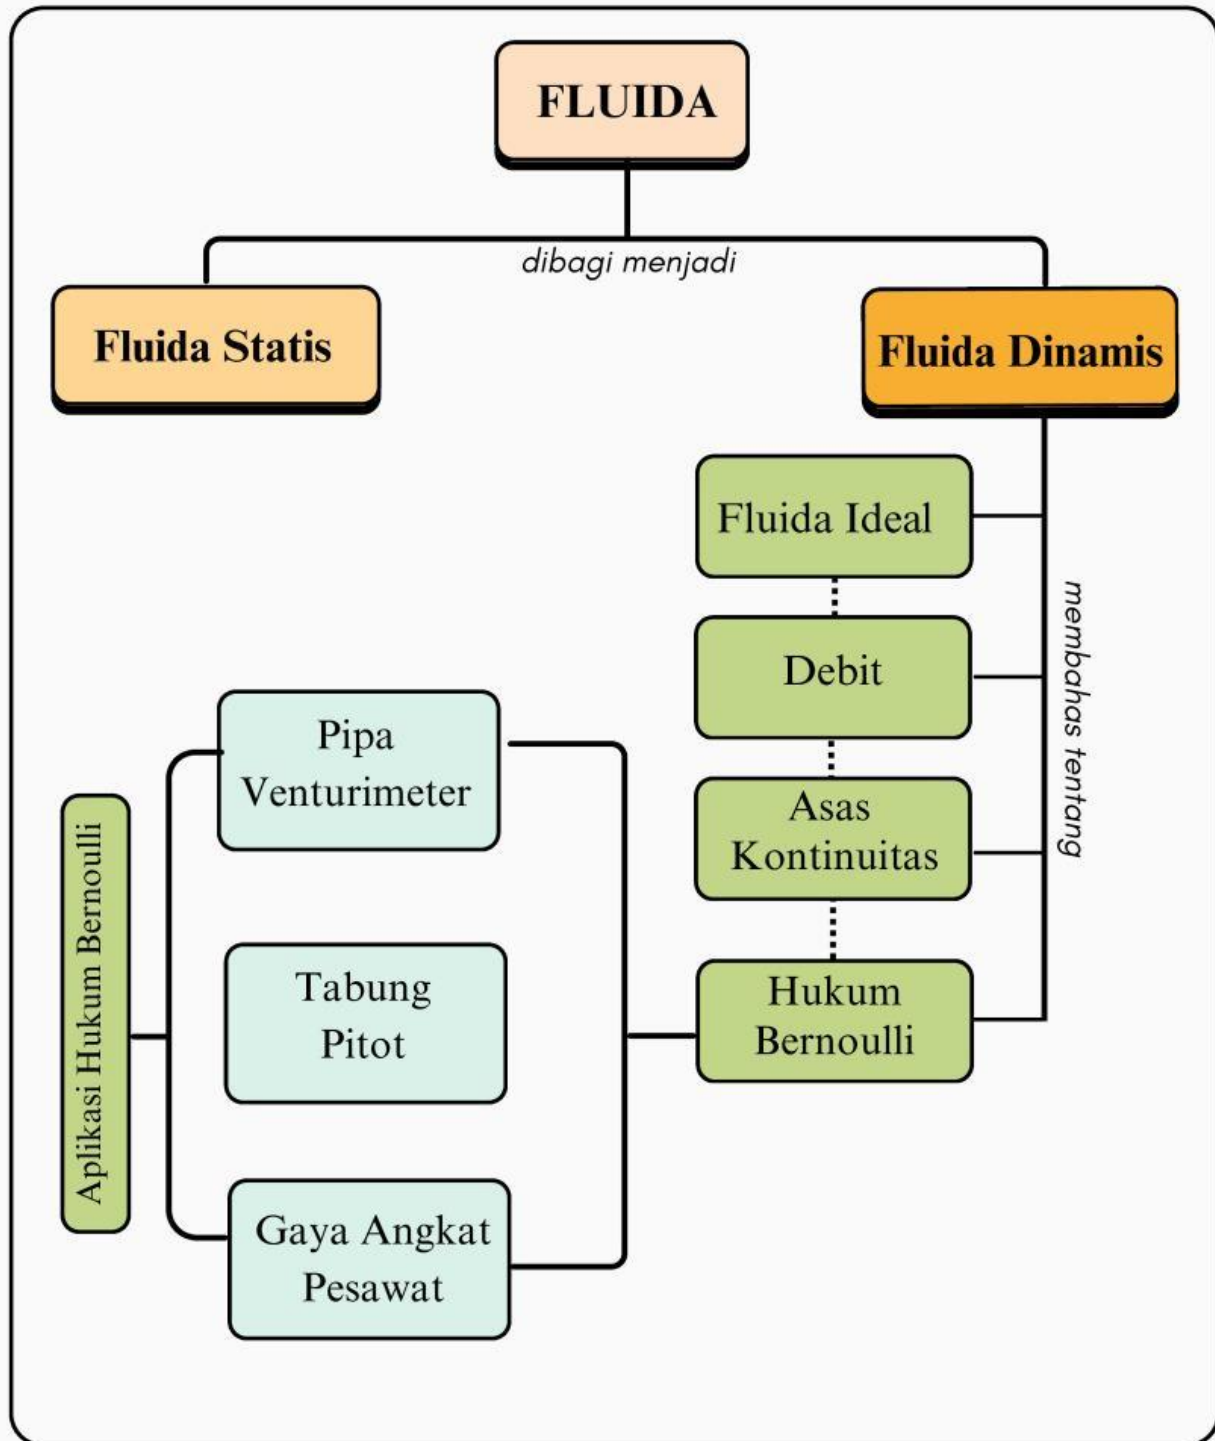 FLUIDA
dibagi menjadi
Fluida Statis
Fluida Dinamis
membahas tentang
Fluida Ideal
Debit
Asas
Kontinuitas
Hukum
Bernoulli
Pipa
Venturimeter
Tabung
Pitot
Gaya Angkat
Pesawat
Aplikasi Hukum Bernoulli